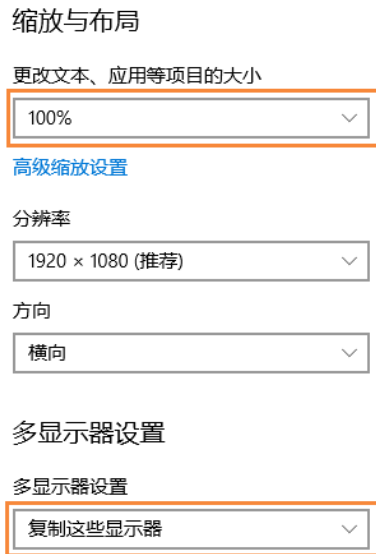 缩放与布局
更改文本、应用等项目的大小
100%
高级缩放设置
分辨率
1920 × 1080 (推荐)
方向
横向
多显示器设置
多显示器设置
复制这些显示器